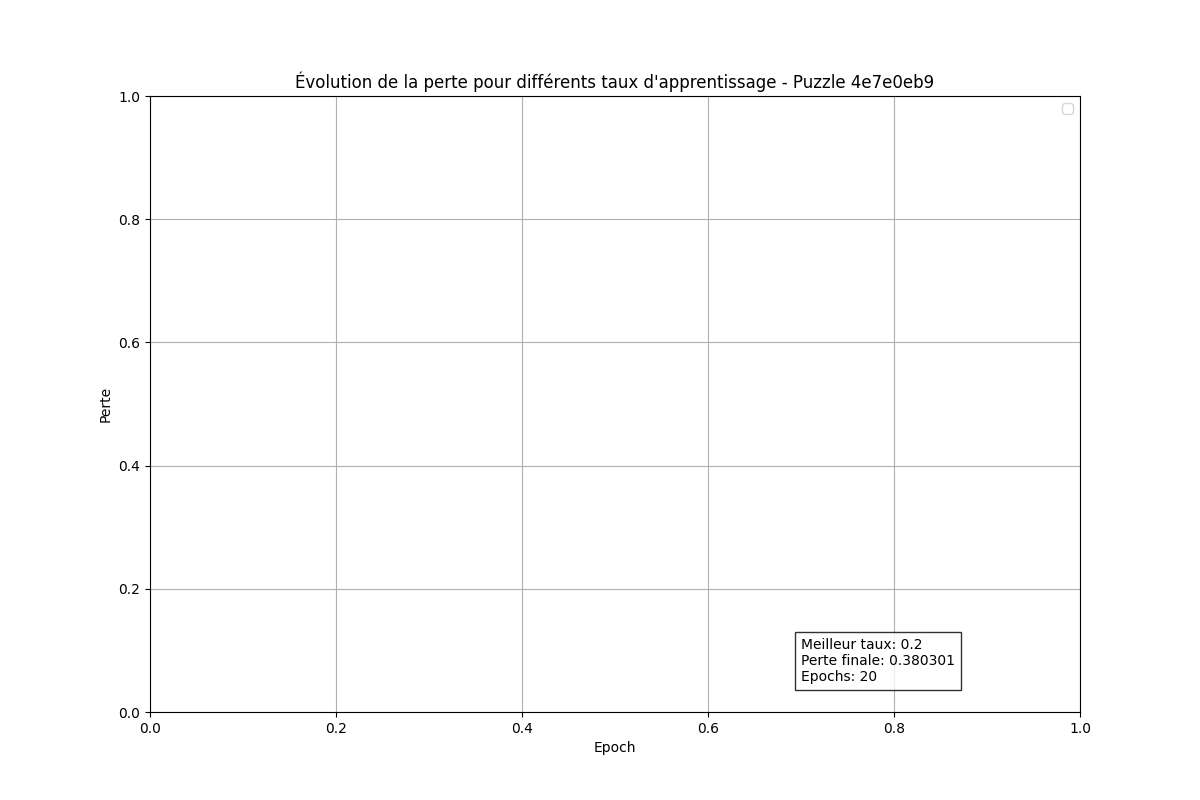 Évolution de la perte pour différents taux d'apprentissage - Puzzle 4e7e0eb9
1.0
0.8
0.6
0.4
0.2
0.0
Perte
Meilleur taux: 0.2
Perte finale: 0.380301
Epochs: 20
0.0 0.2 0.4 0.6 0.8 1.0
Epoch